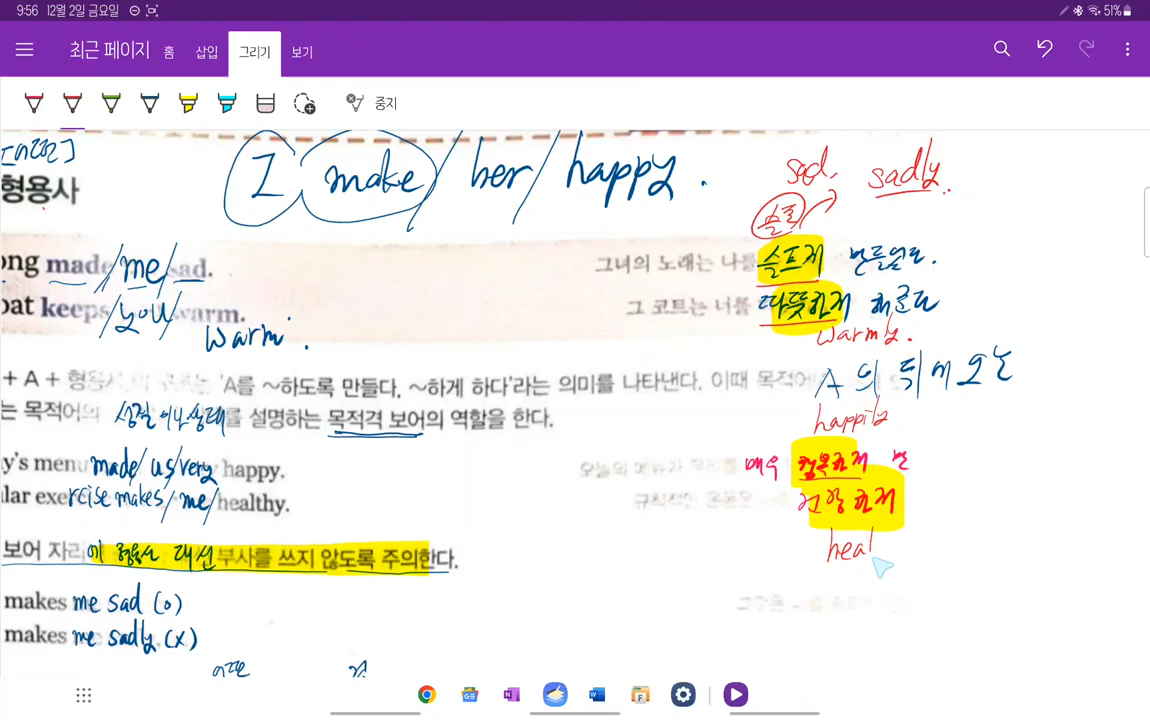 9:56 12월 2일 금요일 51%
최근 페이지 홈 삽입 그리기 보기
중지
형용사
I make / her / happy.
sad. sadly.
ong made / me / sad. 그녀의 노래는 나를 슬프게 만들었다.
oat keeps / you / warm. 그 코트는 너를 따뜻하게 해준다
warm. warmly.
+ A + 형용사 'A를 ~하도록 만들다, ~하게 하다'라는 의미를 나타낸다. 이때 목적어 A의 뒤에 오는
는 목적어의 성질이나 상태를 설명하는 목적격 보어의 역할을 한다.
happily
y's menu made / us / very happy. 오늘의 메뉴가 우리를 매우 행복하게
lar exercise makes / me / healthy. 규칙적인 운동은 건강하게
heal
보어 자리에 형용사 대신 부사를 쓰지 않도록 주의한다.
makes me sad (o)
makes me sadly (x)